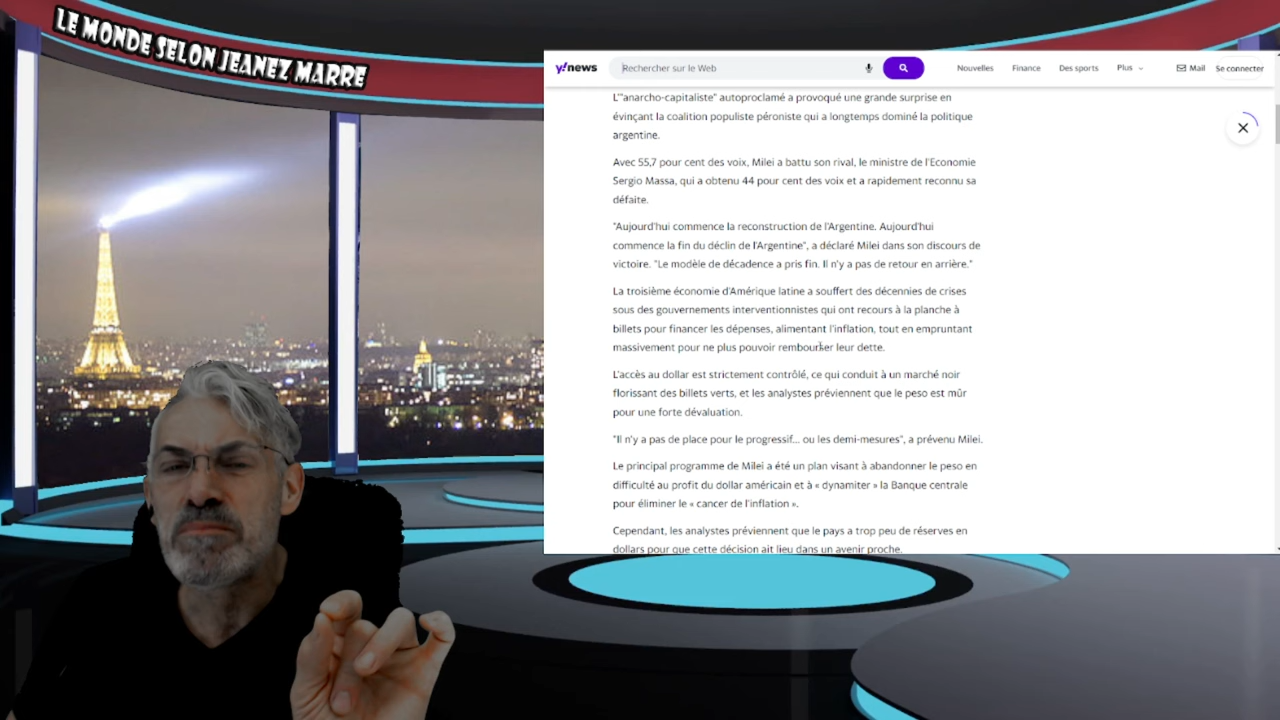 LE MONDE SELON JEANEZ MARRE
y!news
Rechercher sur le Web
Nouvelles
Finance
Des sports
Plus
Mail
Se connecter
L'"anarcho-capitaliste" autoproclamé a provoqué une grande surprise en
évinçant la coalition populiste péroniste qui a longtemps dominé la politique
argentine.
Avec 55,7 pour cent des voix, Milei a battu son rival, le ministre de l'Economie
Sergio Massa, qui a obtenu 44 pour cent des voix et a rapidement reconnu sa
défaite.
"Aujourd'hui commence la reconstruction de l'Argentine. Aujourd'hui
commence la fin du déclin de l'Argentine", a déclaré Milei dans son discours de
victoire. "Le modèle de décadence a pris fin. Il n'y a pas de retour en arrière."
La troisième économie d'Amérique latine a souffert des décennies de crises
sous des gouvernements interventionnistes qui ont recours à la planche à
billets pour financer les dépenses, alimentant l'inflation, tout en empruntant
massivement pour ne plus pouvoir rembourser leur dette.
L'accès au dollar est strictement contrôlé, ce qui conduit à un marché noir
florissant des billets verts, et les analystes préviennent que le peso est mûr
pour une forte dévaluation.
"Il n'y a pas de place pour le progressif... ou les demi-mesures", a prévenu Milei.
Le principal programme de Milei a été un plan visant à abandonner le peso en
difficulté au profit du dollar américain et à « dynamiter » la Banque centrale
pour éliminer le « cancer de l'inflation ».
Cependant, les analystes préviennent que le pays a trop peu de réserves en
dollars pour que cette décision ait lieu dans un avenir proche.